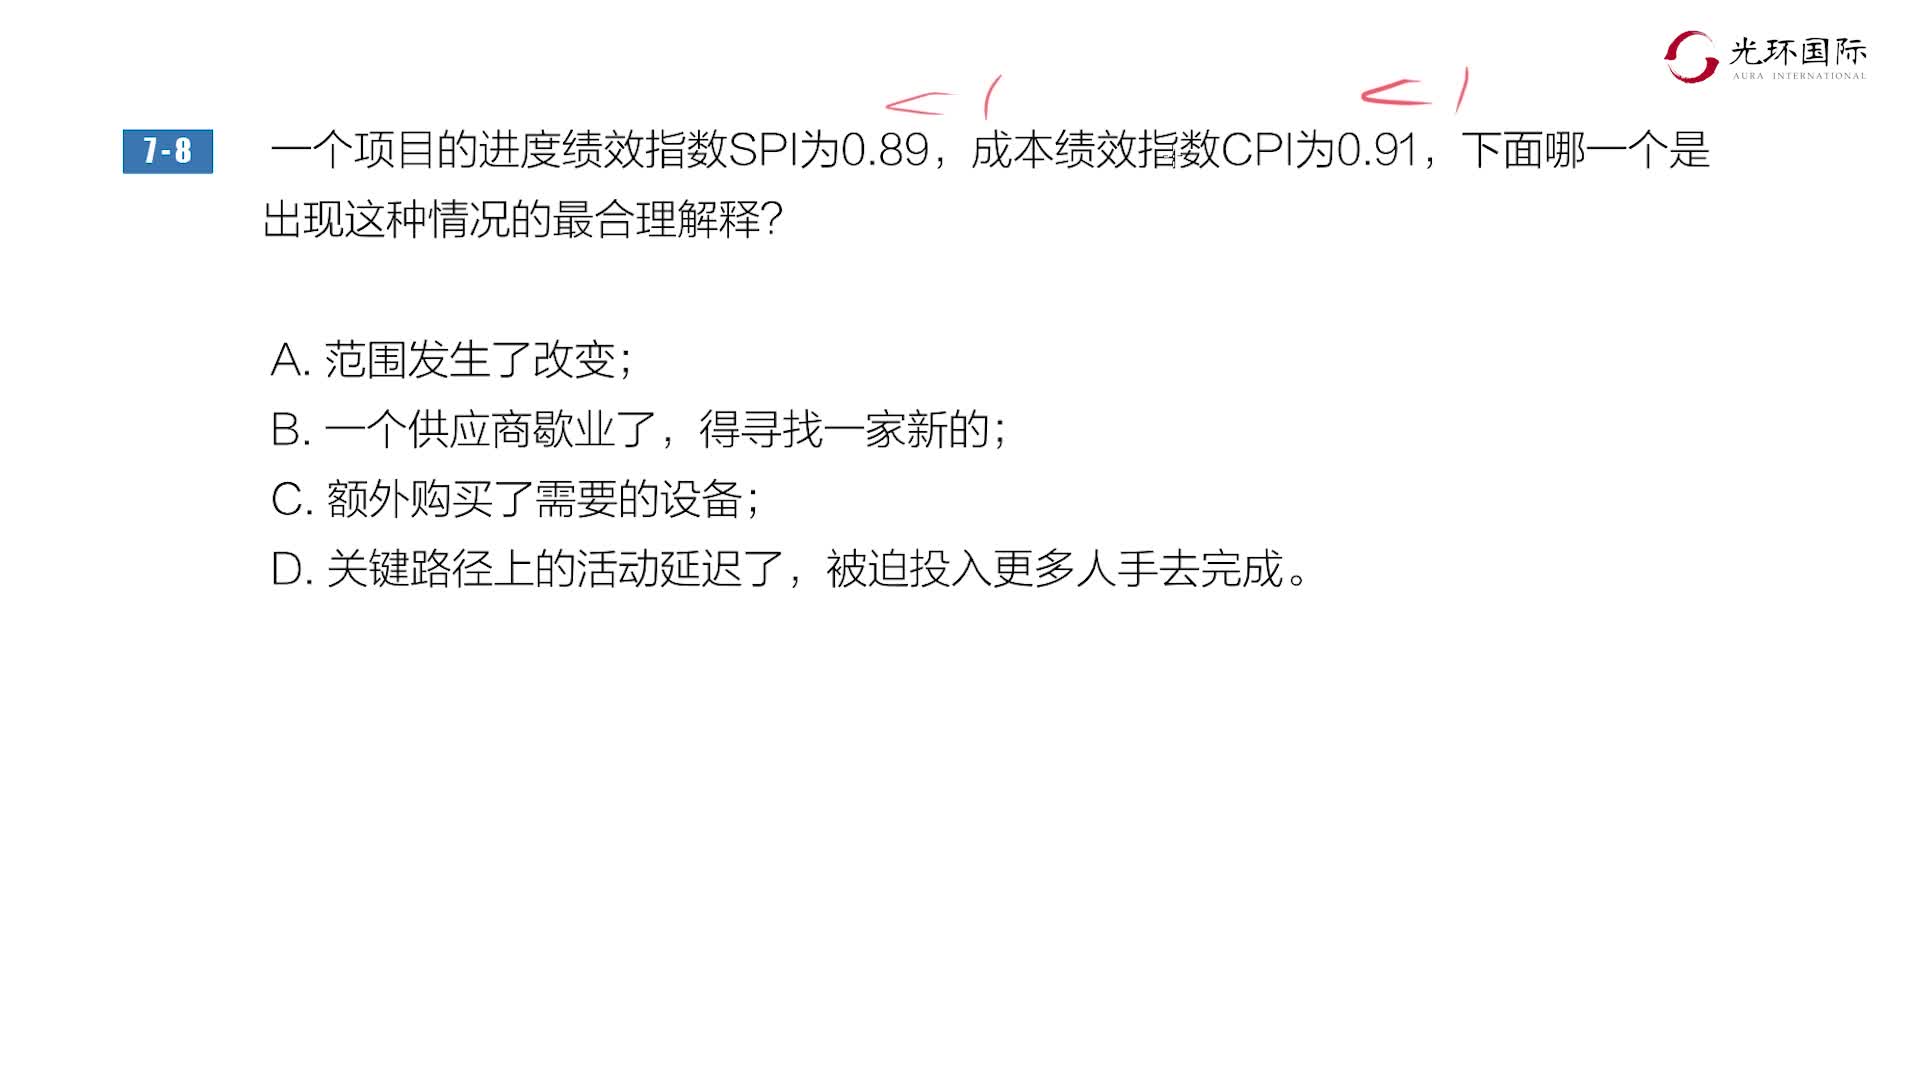 光环国际
AURA INTERNATIONAL
<1 <1
7-8 一个项目的进度绩效指数SPI为0.89，成本绩效指数CPI为0.91，下面哪一个是
出现这种情况的最合理解释？
A. 范围发生了改变；
B. 一个供应商歇业了，得寻找一家新的；
C. 额外购买了需要的设备；
D. 关键路径上的活动延迟了，被迫投入更多人手去完成。